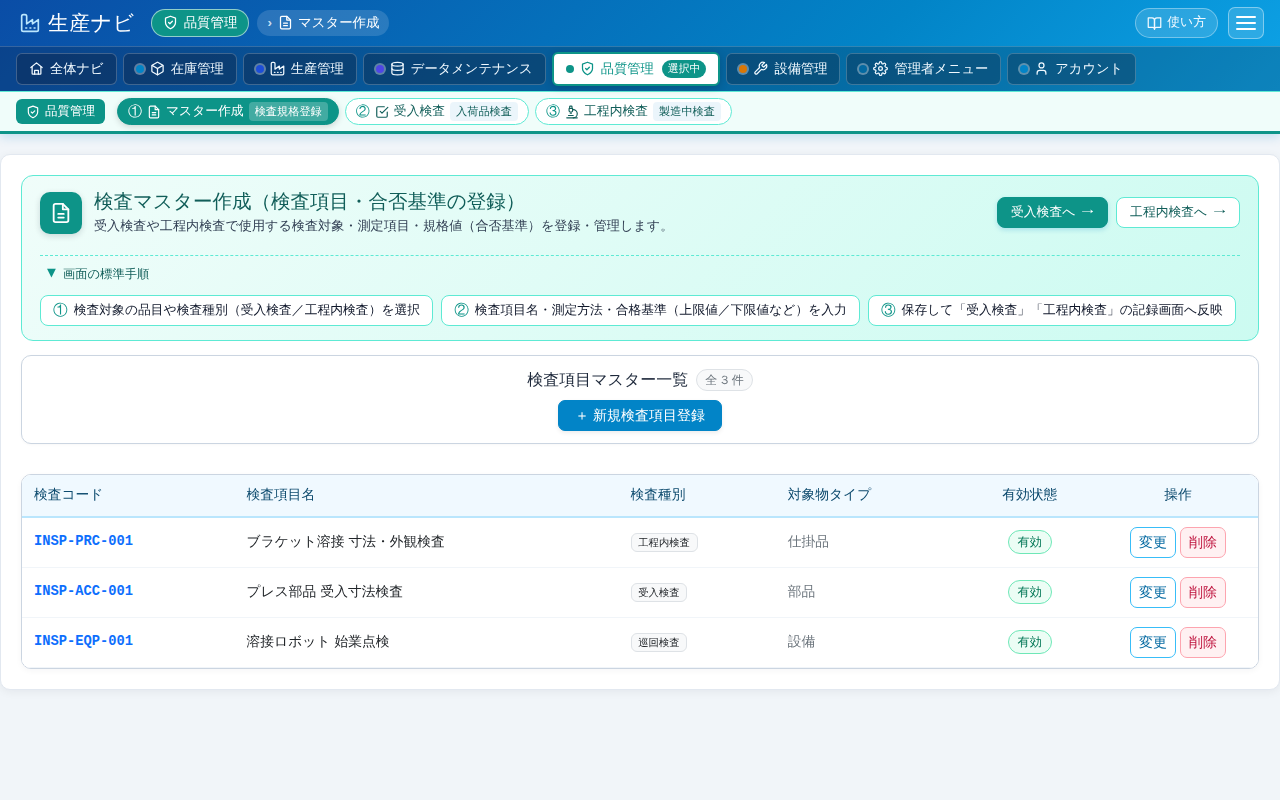 生産ナビ 品質管理 › マスター作成 使い方
全体ナビ 在庫管理 生産管理 データメンテナンス 品質管理 選択中 設備管理 管理者メニュー アカウント
品質管理 ① マスター作成 検査規格登録 ② 受入検査 入荷品検査 ③ 工程内検査 製造中検査
検査マスター作成（検査項目・合否基準の登録）
受入検査や工程内検査で使用する検査対象・測定項目・規格値（合否基準）を登録・管理します。
受入検査へ → 工程内検査へ →
▼ 画面の標準手順
① 検査対象の品目や検査種別（受入検査／工程内検査）を選択 ② 検査項目名・測定方法・合格基準（上限値／下限値など）を入力 ③ 保存して「受入検査」「工程内検査」の記録画面へ反映
検査項目マスター一覧 全 3 件
＋ 新規検査項目登録
検査コード 検査項目名 検査種別 対象物タイプ 有効状態 操作
INSP-PRC-001 ブラケット溶接 寸法・外観検査 工程内検査 仕掛品 有効 変更 削除
INSP-ACC-001 プレス部品 受入寸法検査 受入検査 部品 有効 変更 削除
INSP-EQP-001 溶接ロボット 始業点検 巡回検査 設備 有効 変更 削除